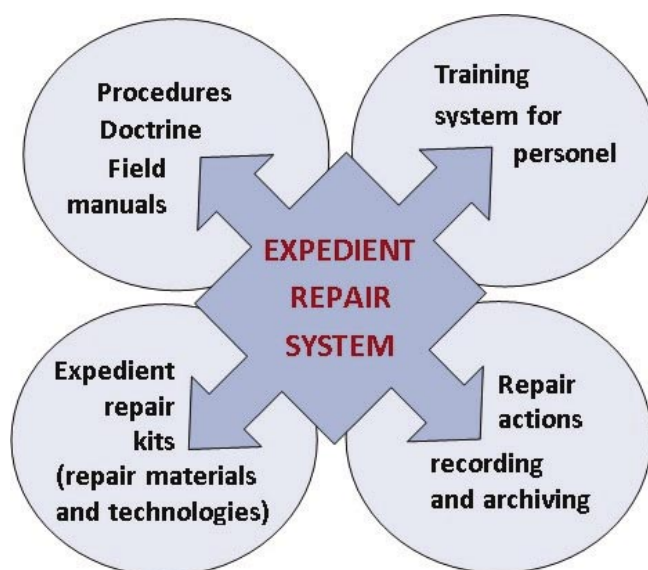 Procedures
Doctrine
Field
manuals
Training
system for
personel
EXPEDIENT
REPAIR
SYSTEM
Expedient
repair
kits
(repair materials
and technologies)
Repair
actions
recording
and archiving